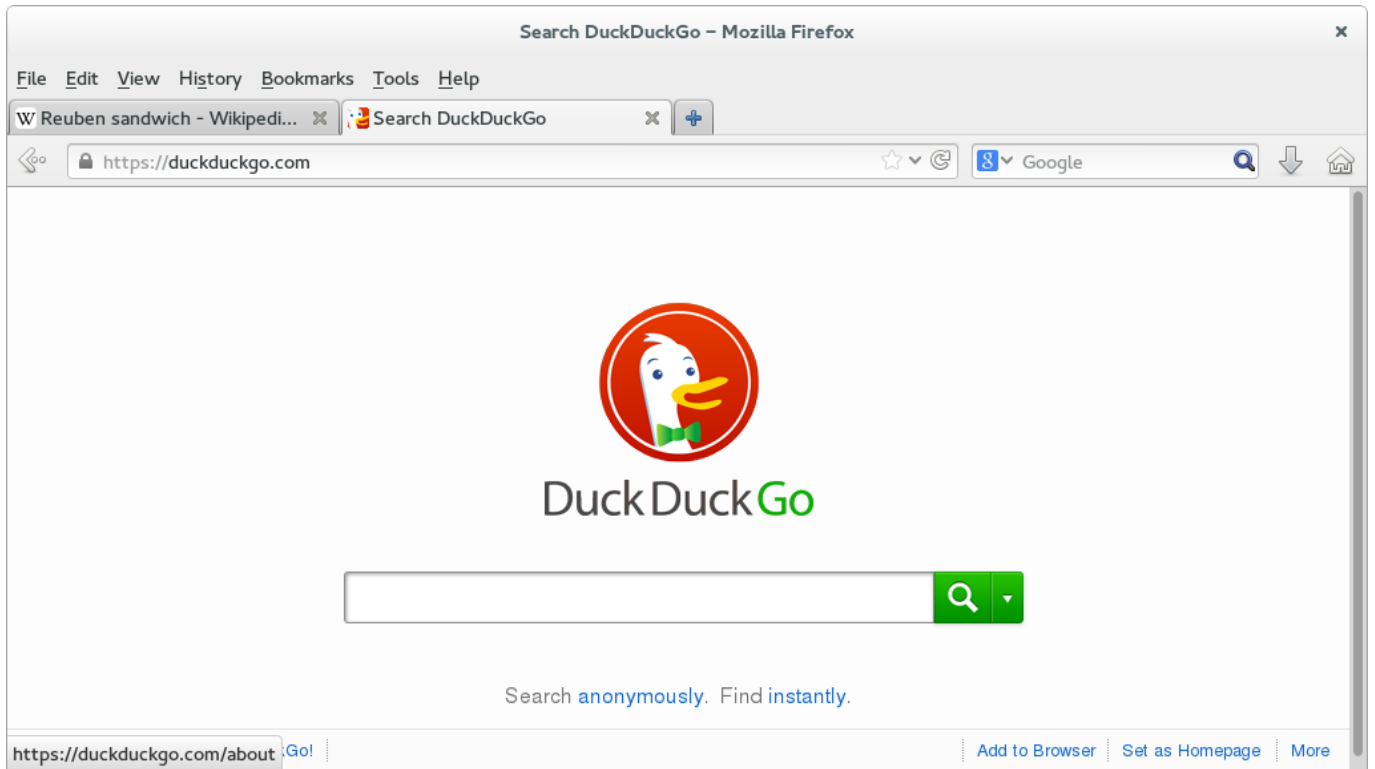 Search DuckDuckGo – Mozilla Firefox
File Edit View History Bookmarks Tools Help
W Reuben sandwich - Wikipedi... Search DuckDuckGo
https://duckduckgo.com 8 Google
DuckDuckGo
Search anonymously. Find instantly.
https://duckduckgo.com/about Go! Add to Browser Set as Homepage More